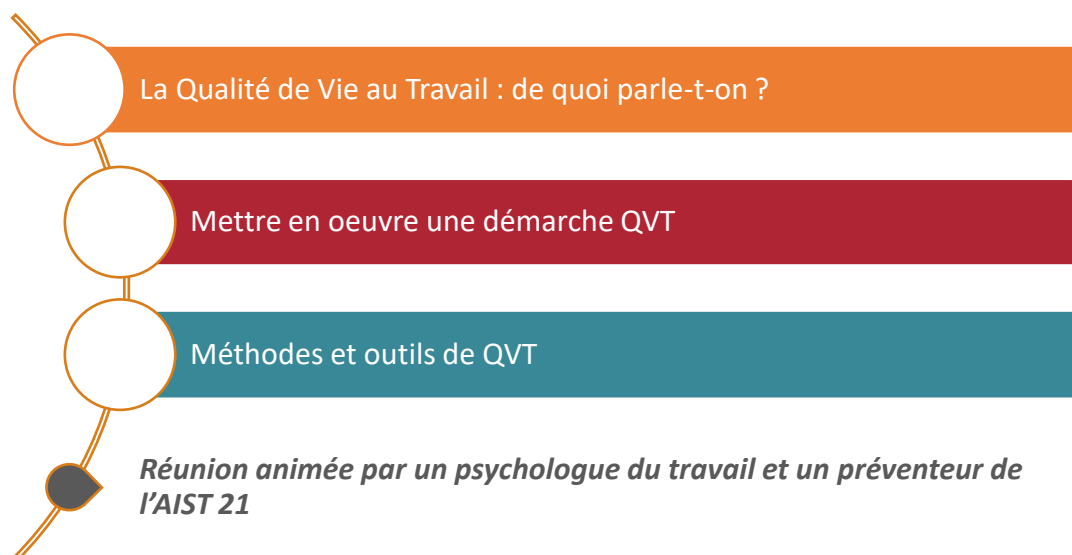 La Qualité de Vie au Travail : de quoi parle-t-on ?
Mettre en oeuvre une démarche QVT
Méthodes et outils de QVT
Réunion animée par un psychologue du travail et un préventeur de
l'AIST 21